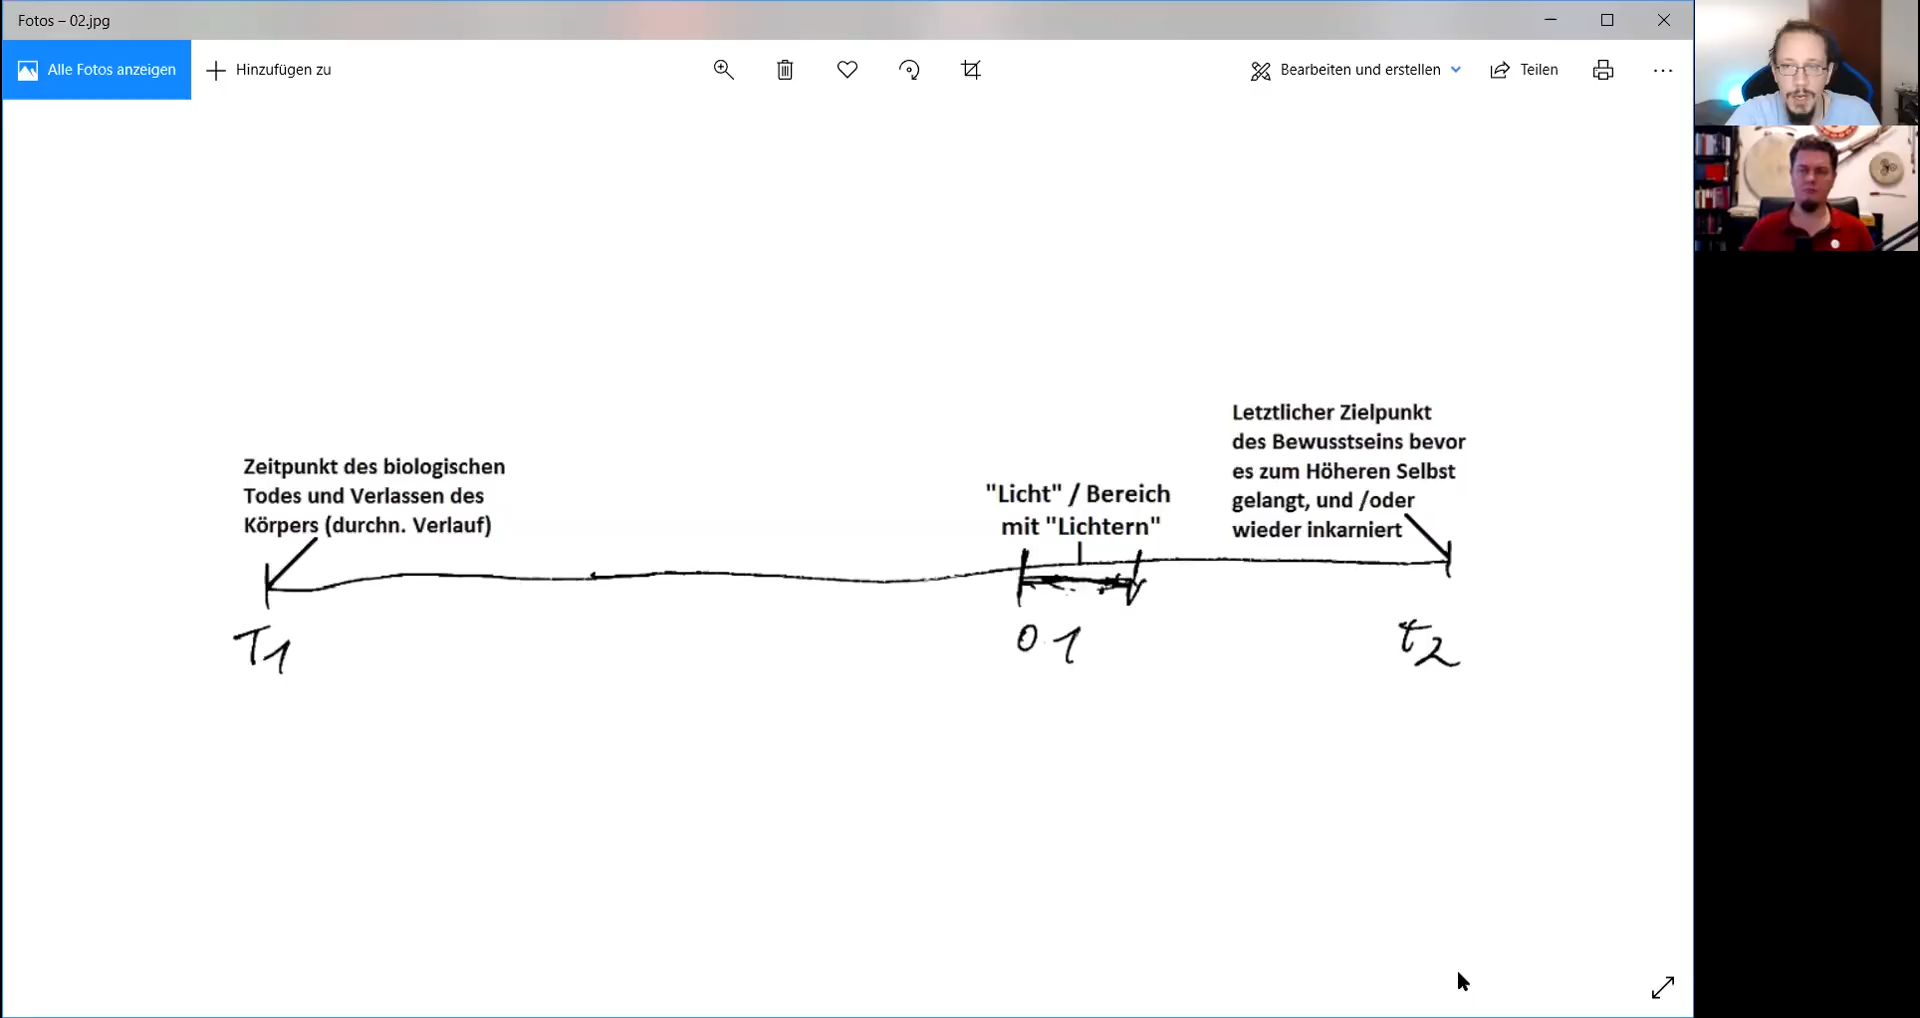 Fotos – 02.jpg
Alle Fotos anzeigen
Hinzufügen zu
Bearbeiten und erstellen
Teilen
Zeitpunkt des biologischen
Todes und Verlassen des
Körpers (durchn. Verlauf)
"Licht" / Bereich
mit "Lichtern"
Letztlicher Zielpunkt
des Bewusstseins bevor
es zum Höheren Selbst
gelangt, und /oder
wieder inkarniert
T1
0.1
t2